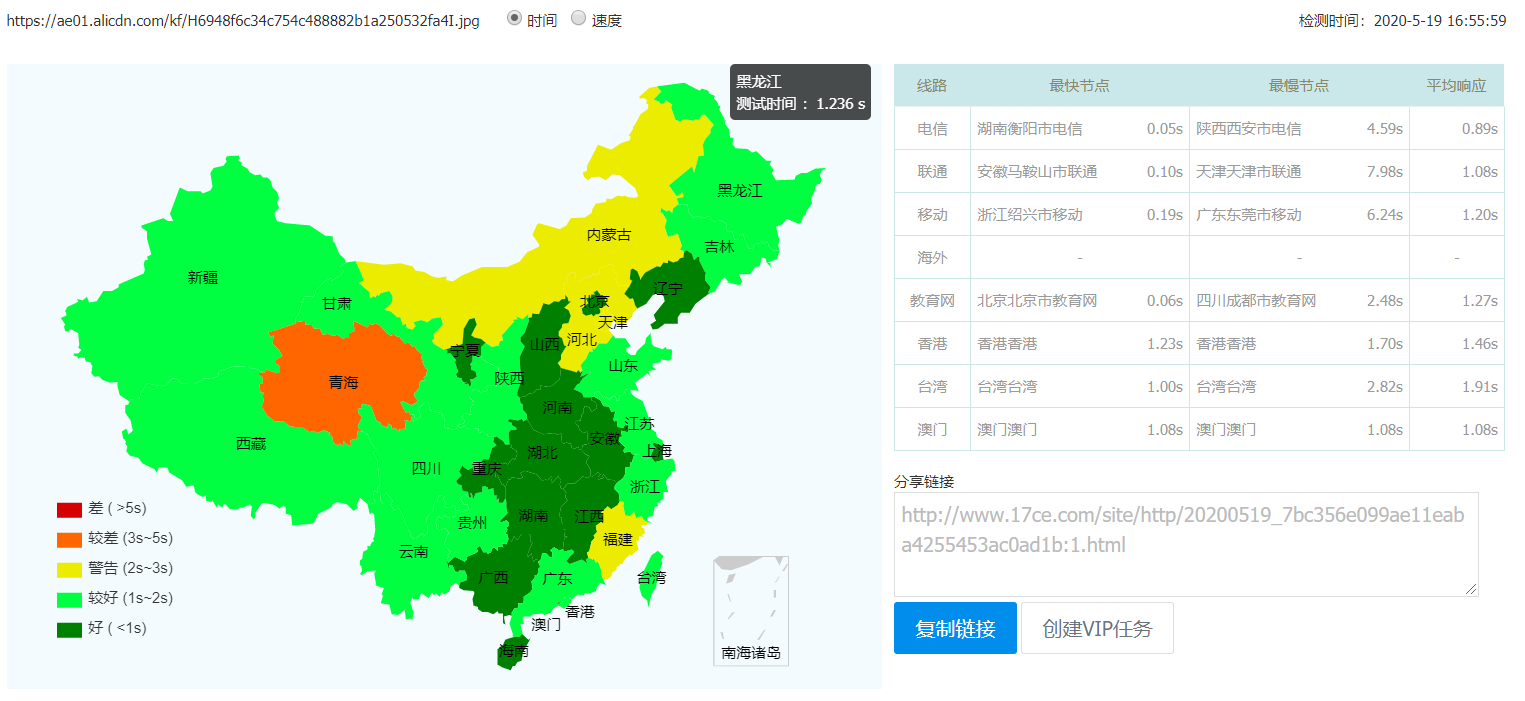 https://ae01.alicdn.com/kf/H6948f6c34c754c488882b1a250532fa4I.jpg 时间 速度 检测时间：2020-5-19 16:55:59
黑龙江
测试时间 ： 1.236 s
黑龙江
内蒙古
吉林
新疆
辽宁
北京
甘肃
天津
河北
山西
宁夏
山东
陕西
青海
河南
江苏
安徽
西藏
上海
湖北
四川
重庆
浙江
湖南
江西
贵州
福建
云南
广西
广东
台湾
香港
澳门
海南
南海诸岛
差 ( >5s)
较差 (3s~5s)
警告 (2s~3s)
较好 (1s~2s)
好 ( <1s)
线路 最快节点 最慢节点 平均响应
电信 湖南衡阳市电信 0.05s 陕西西安市电信 4.59s 0.89s
联通 安徽马鞍山市联通 0.10s 天津天津市联通 7.98s 1.08s
移动 浙江绍兴市移动 0.19s 广东东莞市移动 6.24s 1.20s
海外 - - -
教育网 北京北京市教育网 0.06s 四川成都市教育网 2.48s 1.27s
香港 香港香港 1.23s 香港香港 1.70s 1.46s
台湾 台湾台湾 1.00s 台湾台湾 2.82s 1.91s
澳门 澳门澳门 1.08s 澳门澳门 1.08s 1.08s
分享链接
http://www.17ce.com/site/http/20200519_7bc356e099ae11eab
a4255453ac0ad1b:1.html
复制链接 创建VIP任务